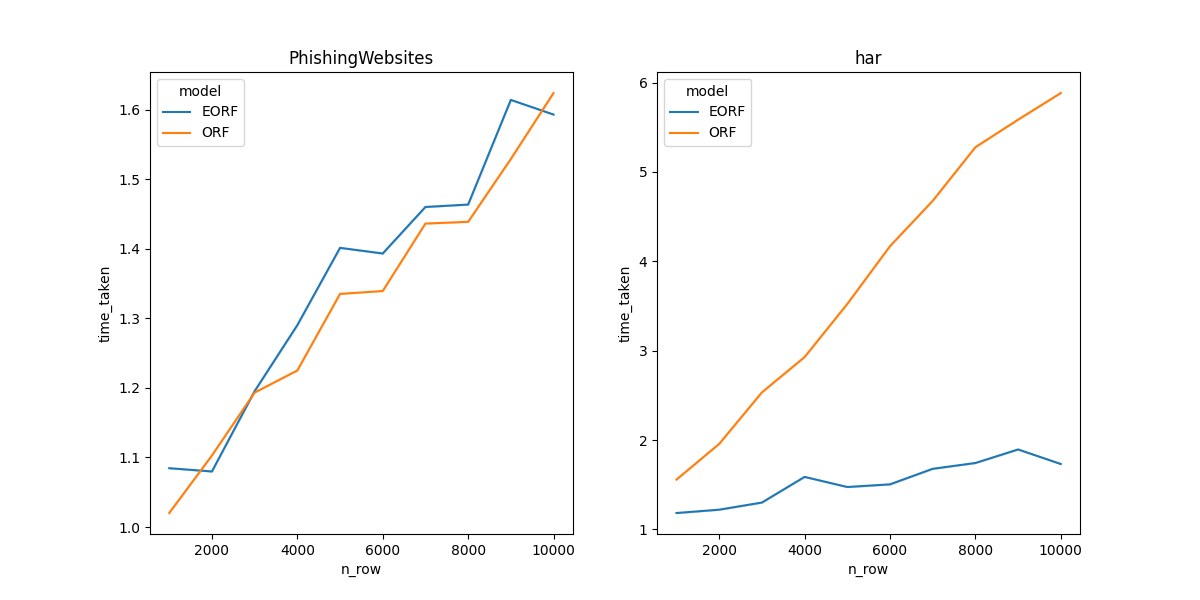 PhishingWebsites
model
EORF
ORF
1.6
1.5
1.4
1.3
1.2
1.1
1.0
time_taken
2000 4000 6000 8000 10000
n_row
har
model
EORF
ORF
6
5
4
3
2
1
time_taken
2000 4000 6000 8000 10000
n_row